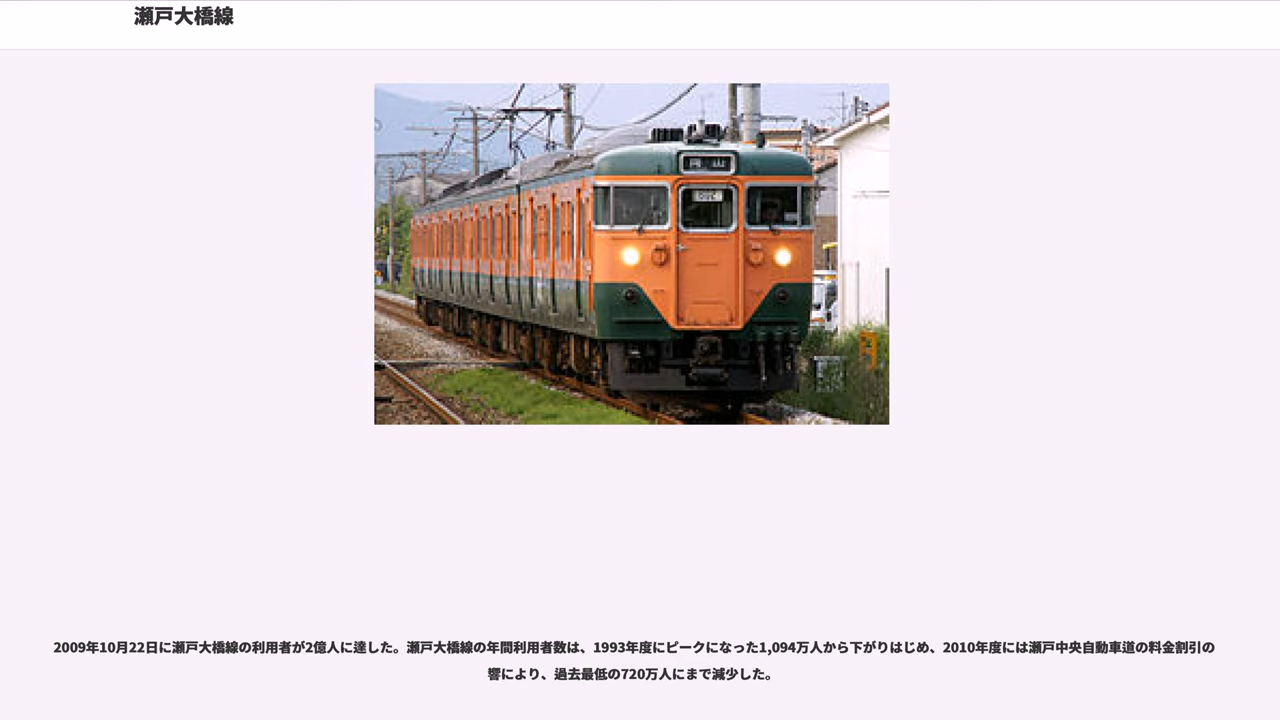 瀬戸大橋線
岡山
2009年10月22日に瀬戸大橋線の利用者が2億人に達した。瀬戸大橋線の年間利用者数は、1993年度にピークになった1,094万人から下がりはじめ、2010年度には瀬戸中央自動車道の料金割引の
響により、過去最低の720万人にまで減少した。